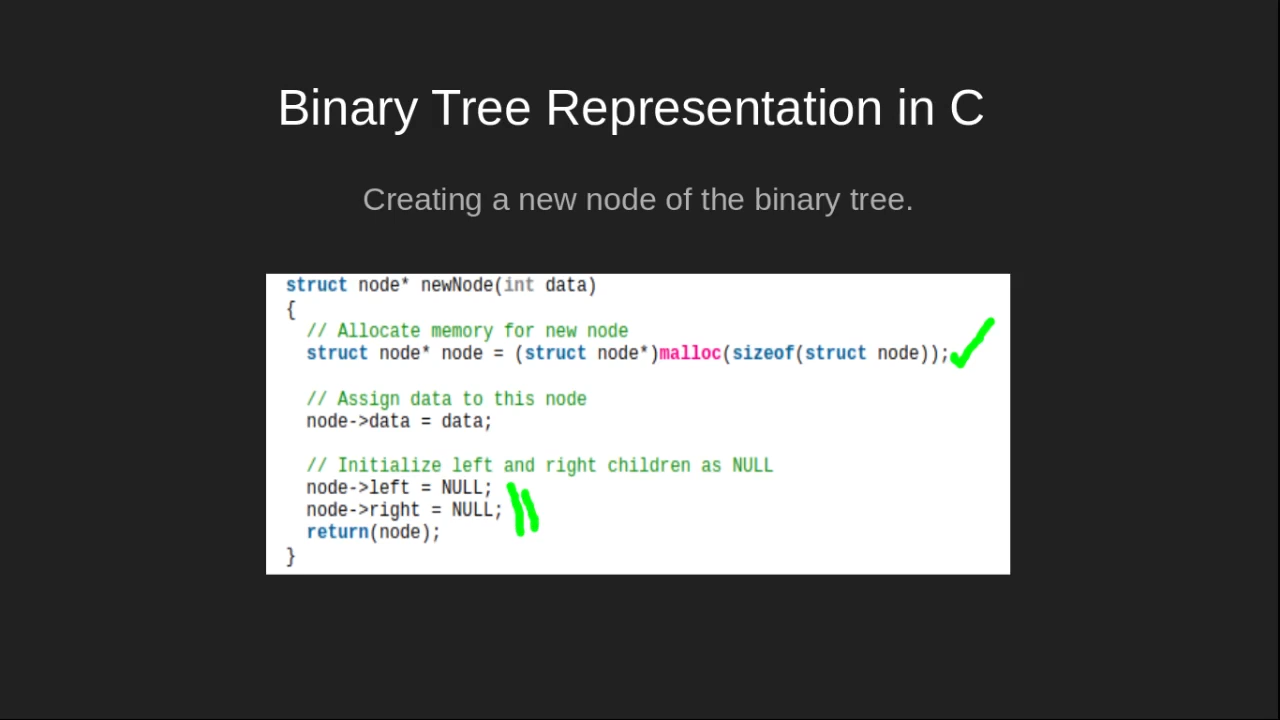 Binary Tree Representation in C
Creating a new node of the binary tree.
struct node* newNode(int data)
{
  // Allocate memory for new node
  struct node* node = (struct node*)malloc(sizeof(struct node));
  // Assign data to this node
  node->data = data;
  // Initialize left and right children as NULL
  node->left = NULL;
  node->right = NULL;
  return(node);
}